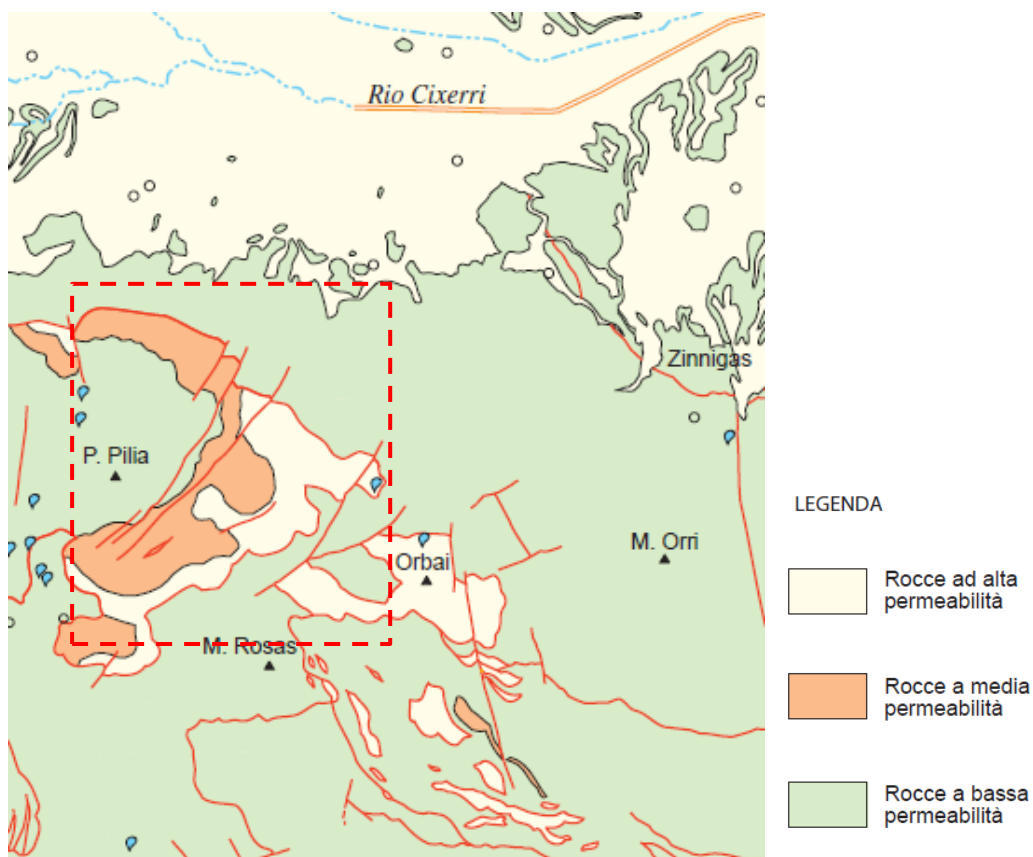 Rio Cixerri
Zinnigas
P. Pilia
M. Orri
Orbai
M. Rosas
LEGENDA
Rocce ad alta
permeabilità
Rocce a media
permeabilità
Rocce a bassa
permeabilità